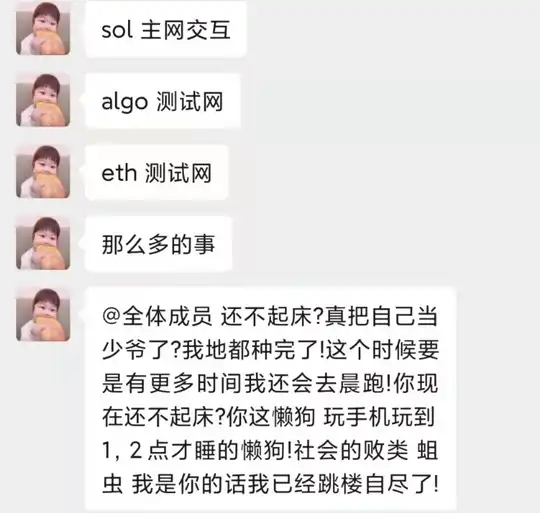 sol 主网交互
algo 测试网
eth 测试网
那么多的事
@全体成员 还不起床?真把自己当
少爷了?我地都种完了!这个时候要
是有更多时间我还会去晨跑!你现
在还不起床?你这懒狗 玩手机玩到
1, 2点才睡的懒狗!社会的败类 蛆
虫 我是你的话我已经跳楼自尽了!